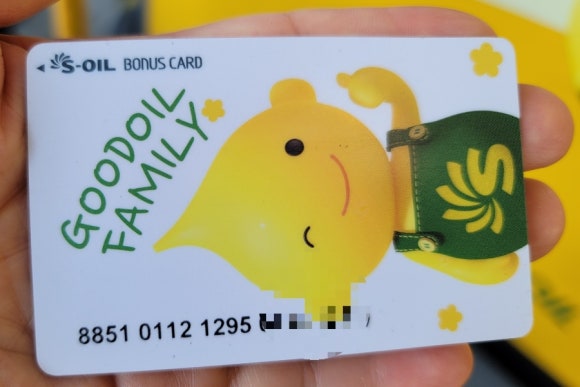 S-OIL BONUS CARD
GOODOIL
FAMILY
S
8851 0112 1295